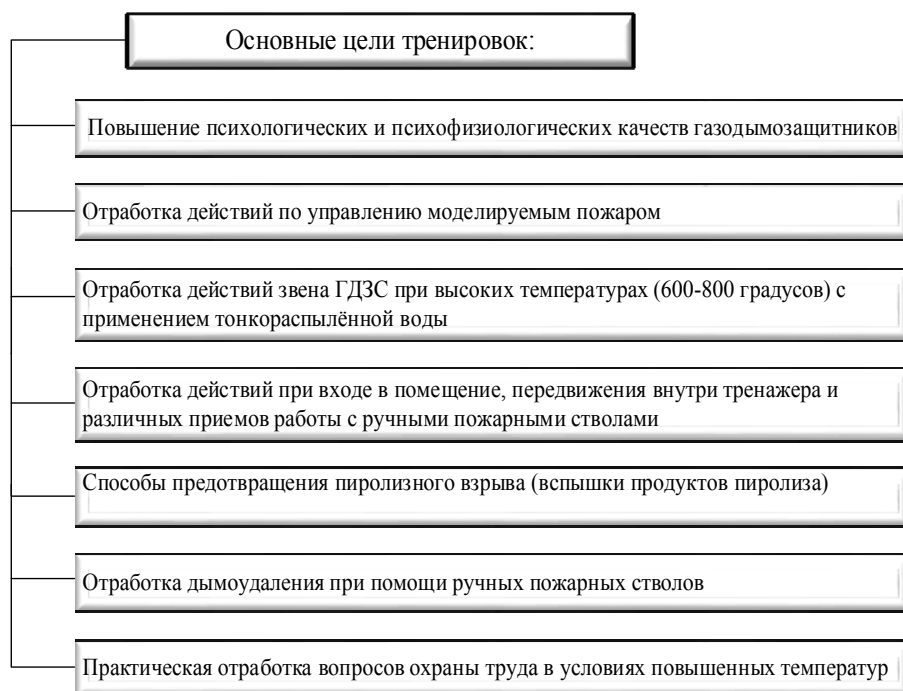 Основные цели тренировок:
Повышение психологических и психофизиологических качеств газодымозащитников
Отработка действий по управлению моделируемым пожаром
Отработка действий звена ГДЗС при высоких температурах (600-800 градусов) с
применением тонкораспылённой воды
Отработка действий при входе в помещение, передвижения внутри тренажера и
различных приемов работы с ручными пожарными стволами
Способы предотвращения пиролизного взрыва (вспышки продуктов пиролиза)
Отработка дымоудаления при помощи ручных пожарных стволов
Практическая отработка вопросов охраны труда в условиях повышенных температур